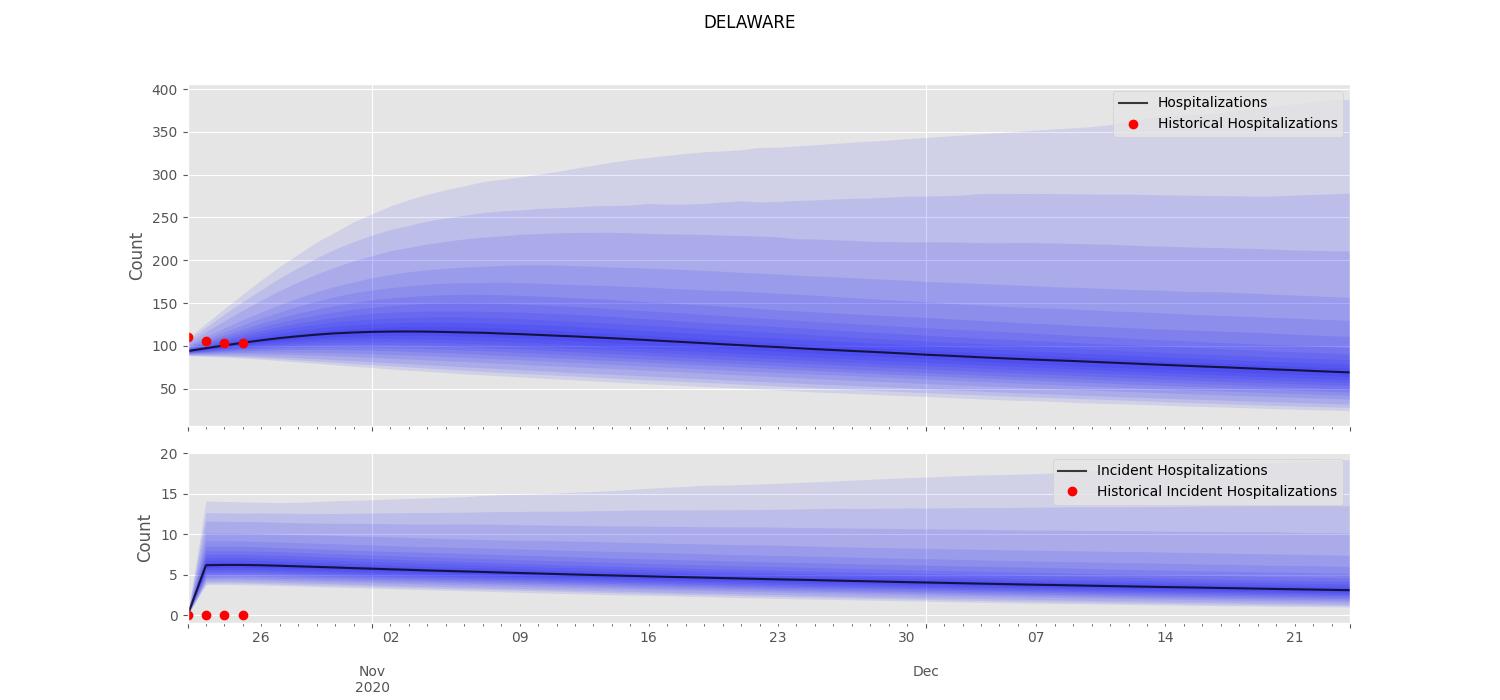 DELAWARE
400
350
300
250
200
150
100
50
Count
Hospitalizations
Historical Hospitalizations
20
15
10
5
0
Count
Incident Hospitalizations
Historical Incident Hospitalizations
26 02 09 16 23 30 07 14 21
Nov Dec
2020